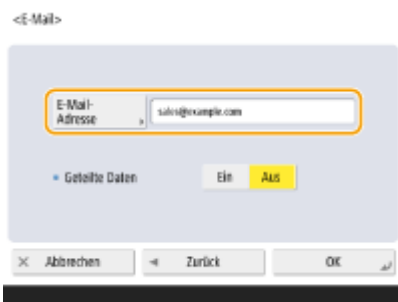 <E-Mail>
E-Mail-
Adresse
sales@example.com
Geteilte Daten
Ein
Aus
Abbrechen
Zurück
OK